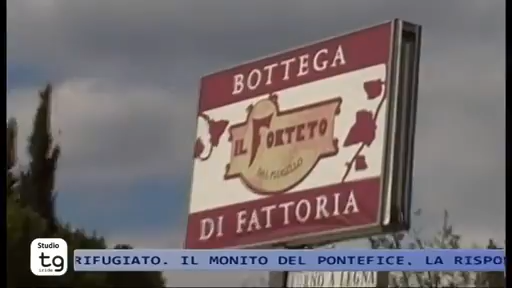 BOTTEGA
IL FORTETO
DI FATTORIA
Studio
tg
RIFUGIATO. IL MONITO DEL PONTEFICE, LA RISPO